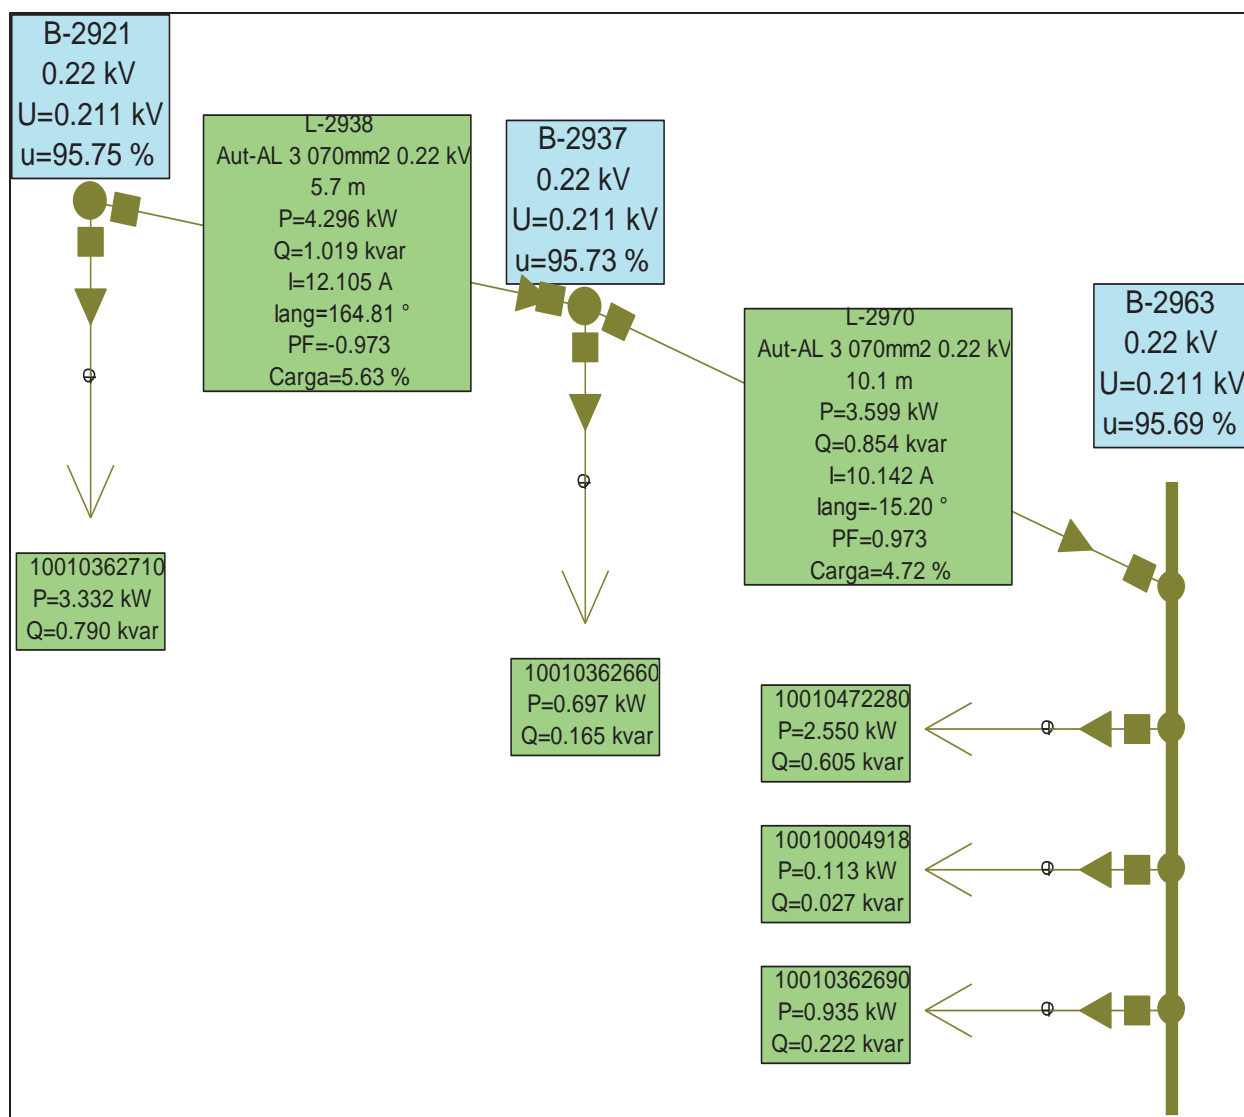 B-2921
0.22 kV
U=0.211 kV
u=95.75 %
L-2938
Aut-AL 3 070mm2 0.22 kV
5.7 m
P=4.296 kW
Q=1.019 kvar
I=12.105 A
Iang=164.81 °
PF=-0.973
Carga=5.63 %
B-2937
0.22 kV
U=0.211 kV
u=95.73 %
L-2970
Aut-AL 3 070mm2 0.22 kV
10.1 m
P=3.599 kW
Q=0.854 kvar
I=10.142 A
Iang=-15.20 °
PF=0.973
Carga=4.72 %
B-2963
0.22 kV
U=0.211 kV
u=95.69 %
10010362710
P=3.332 kW
Q=0.790 kvar
10010362660
P=0.697 kW
Q=0.165 kvar
10010472280
P=2.550 kW
Q=0.605 kvar
10010004918
P=0.113 kW
Q=0.027 kvar
10010362690
P=0.935 kW
Q=0.222 kvar